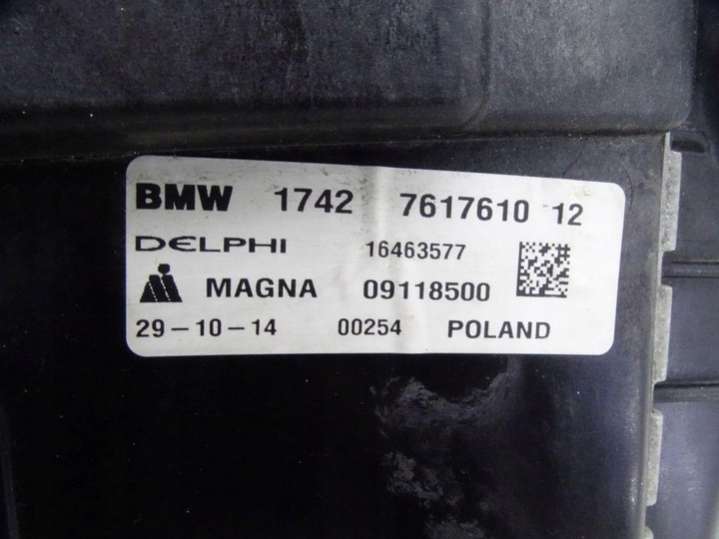 BMW 1742 7617610 12
DELPHI 16463577
MAGNA 09118500
29-10-14 00254 POLAND